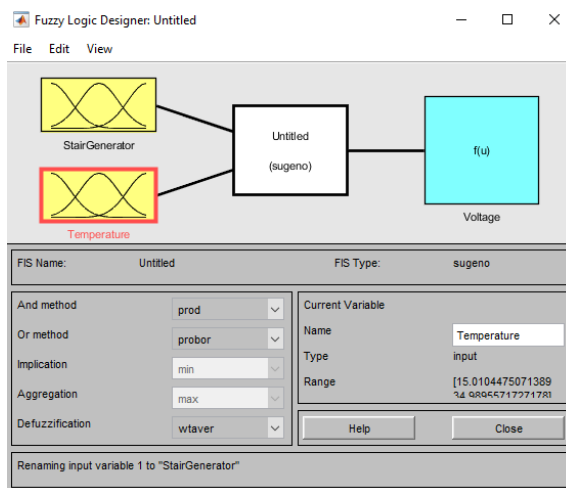 Fuzzy Logic Designer: Untitled
File Edit View
StairGenerator
Temperature
Untitled
(sugeno)
f(u)
Voltage
FIS Name: Untitled FIS Type: sugeno
And method prod
Or method probor
Implication min
Aggregation max
Defuzzification wtaver
Current Variable
Name Temperature
Type input
Range [15.0104475071389
34.9895571727178]
Help Close
Renaming input variable 1 to "StairGenerator"